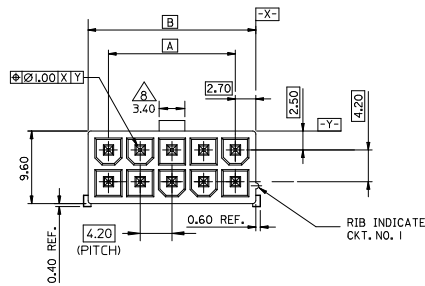 B
-X-
A
⌖ Ø1.00 X Y
8
3.40
2.70
2.50
4.20
-Y-
9.60
0.60 REF.
RIB INDICATE
CKT. NO. 1
4.20
(PITCH)
0.40 REF.